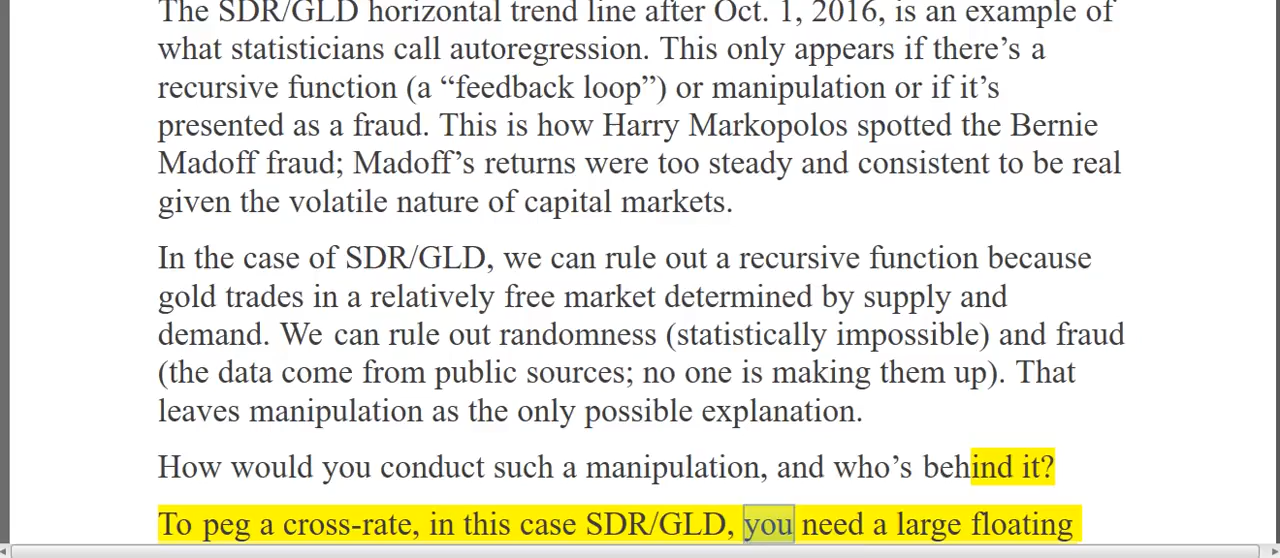 The SDR/GLD horizontal trend line after Oct. 1, 2016, is an example of
what statisticians call autoregression. This only appears if there’s a
recursive function (a “feedback loop”) or manipulation or if it’s
presented as a fraud. This is how Harry Markopolos spotted the Bernie
Madoff fraud; Madoff’s returns were too steady and consistent to be real
given the volatile nature of capital markets.
In the case of SDR/GLD, we can rule out a recursive function because
gold trades in a relatively free market determined by supply and
demand. We can rule out randomness (statistically impossible) and fraud
(the data come from public sources; no one is making them up). That
leaves manipulation as the only possible explanation.
How would you conduct such a manipulation, and who’s behind it?
To peg a cross-rate, in this case SDR/GLD, you need a large floating